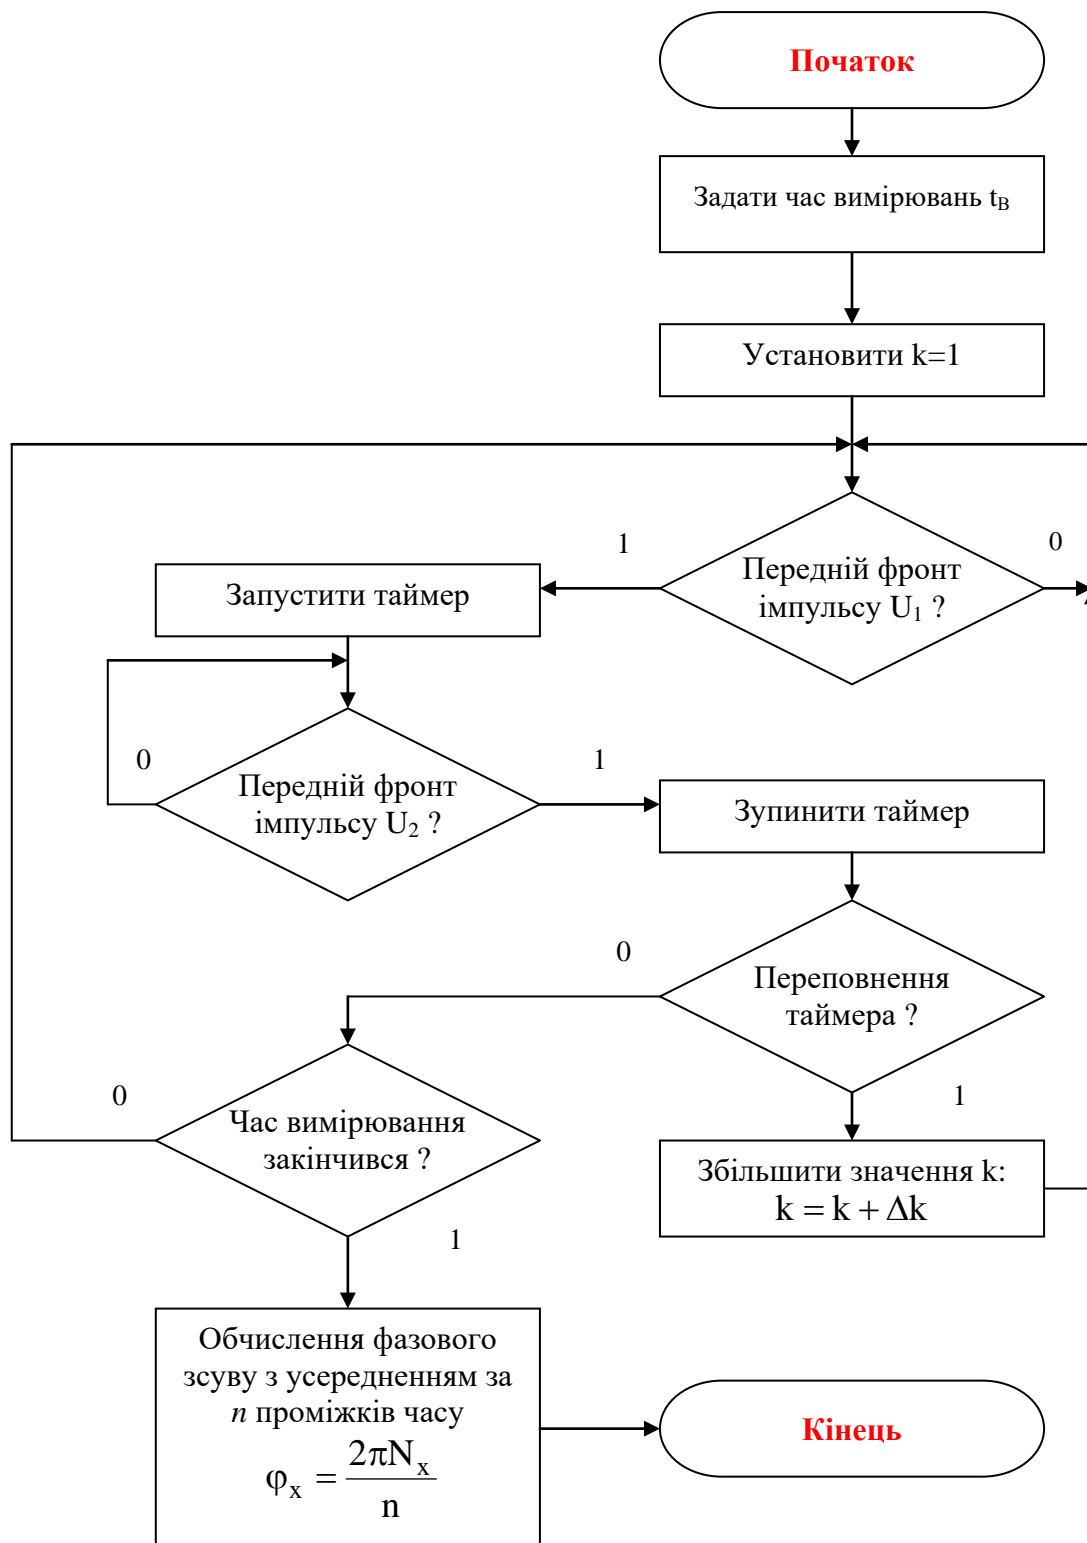 Початок
Задати час вимірювань tв
Установити k=1
1
0
Передній фронт
імпульсу U₁ ?
Запустити таймер
0
1
Передній фронт
імпульсу U₂ ?
Зупинити таймер
0
Переповнення
таймера ?
0
1
Час вимірювання
закінчився ?
Збільшити значення k:
k = k + Δk
1
Обчислення фазового
зсуву з усередненням за
n проміжків часу
φₓ = 2πNₓ / n
Кінець